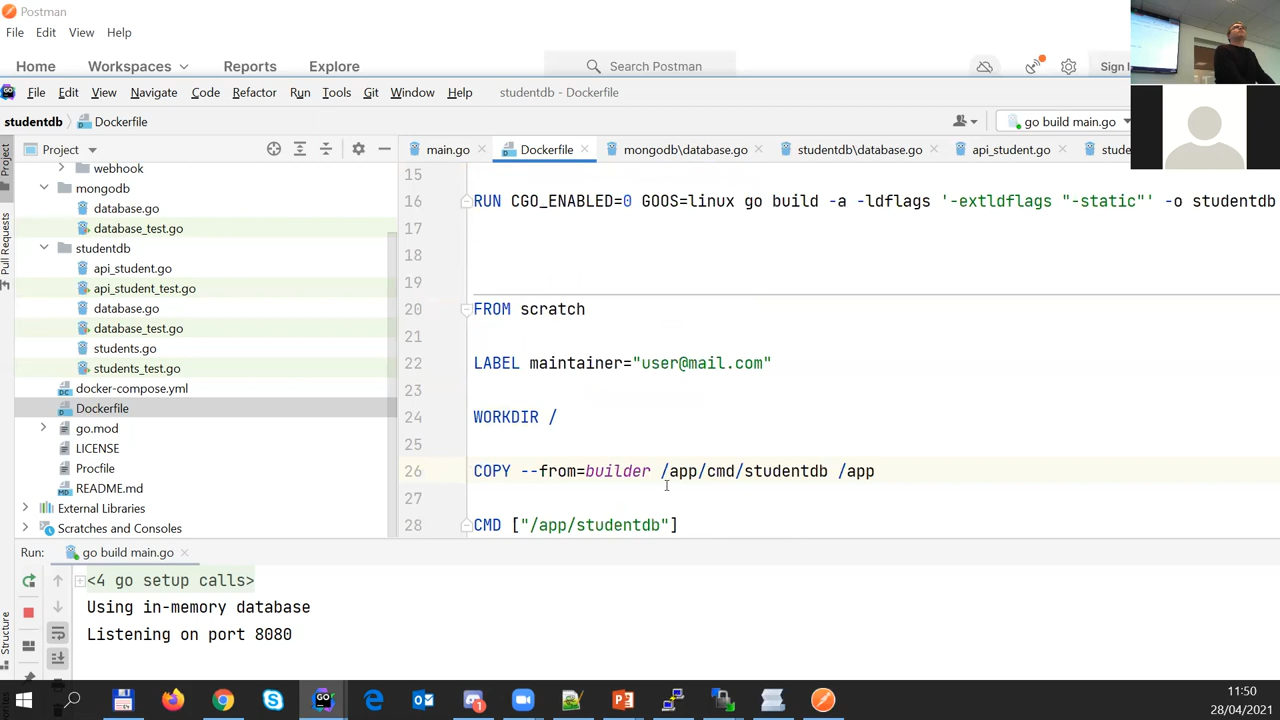 Postman
File Edit View Help
Home Workspaces Reports Explore Search Postman Sign I
File Edit View Navigate Code Refactor Run Tools Git Window Help studentdb - Dockerfile
studentdb Dockerfile go build main.go
Project main.go Dockerfile mongodb\database.go studentdb\database.go api_student.go stude
Project
Pull Requests
Structure
webhook
mongodb
database.go
database_test.go
studentdb
api_student.go
api_student_test.go
database.go
database_test.go
students.go
students_test.go
docker-compose.yml
Dockerfile
go.mod
LICENSE
Procfile
README.md
External Libraries
Scratches and Consoles
15
16 RUN CGO_ENABLED=0 GOOS=linux go build -a -ldflags '-extldflags "-static"' -o studentdb
17
18
19
20 FROM scratch
21
22 LABEL maintainer="user@mail.com"
23
24 WORKDIR /
25
26 COPY --from=builder /app/cmd/studentdb /app
27
28 CMD ["/app/studentdb"]
Run: go build main.go
<4 go setup calls>
Using in-memory database
Listening on port 8080
11:50
28/04/2021